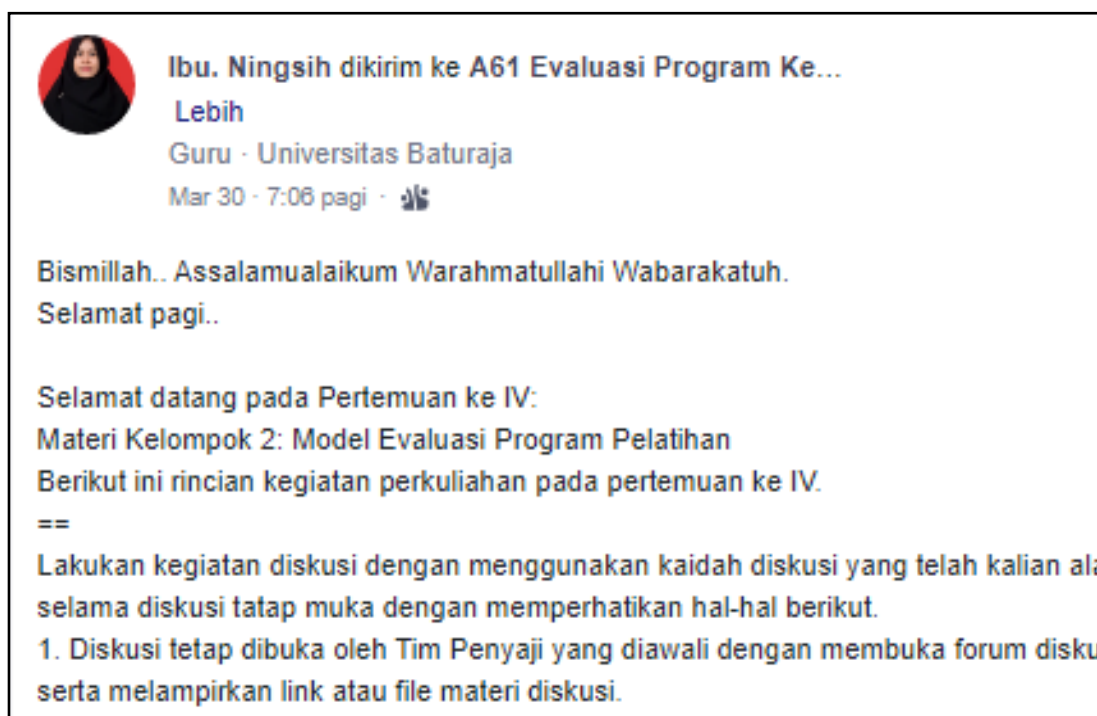 Ibu. Ningsih dikirim ke A61 Evaluasi Program Ke...
Lebih
Guru · Universitas Baturaja
Mar 30 · 7:06 pagi ·
Bismillah.. Assalamualaikum Warahmatullahi Wabarakatuh.
Selamat pagi..
Selamat datang pada Pertemuan ke IV:
Materi Kelompok 2: Model Evaluasi Program Pelatihan
Berikut ini rincian kegiatan perkuliahan pada pertemuan ke IV.
==
Lakukan kegiatan diskusi dengan menggunakan kaidah diskusi yang telah kalian ala
selama diskusi tatap muka dengan memperhatikan hal-hal berikut.
1. Diskusi tetap dibuka oleh Tim Penyaji yang diawali dengan membuka forum disku
serta melampirkan link atau file materi diskusi.